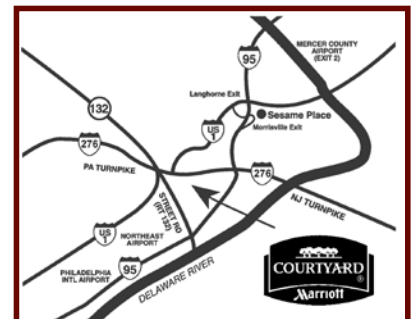 MERCER COUNTY
AIRPORT
(EXIT 2)
95
Langhorne Exit
132
Sesame Place
US
1
Morrisville Exit
276
PA TURNPIKE
276
STREET RD
(RT 132)
NJ TURNPIKE
US
1
NORTHEAST
AIRPORT
PHILADELPHIA
INTL AIRPORT
95
DELAWARE RIVER
COURTYARD®
Marriott